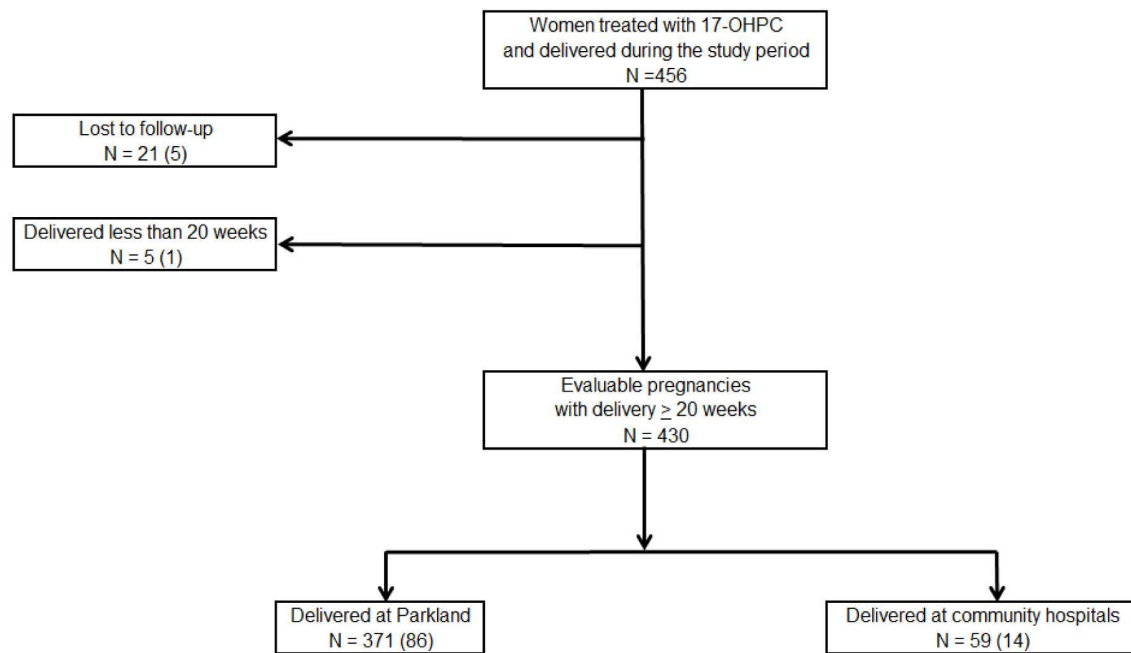 Women treated with 17-OHPC
and delivered during the study period
N =456
Lost to follow-up
N = 21 (5)
Delivered less than 20 weeks
N = 5 (1)
Evaluable pregnancies
with delivery ≥ 20 weeks
N = 430
Delivered at Parkland
N = 371 (86)
Delivered at community hospitals
N = 59 (14)